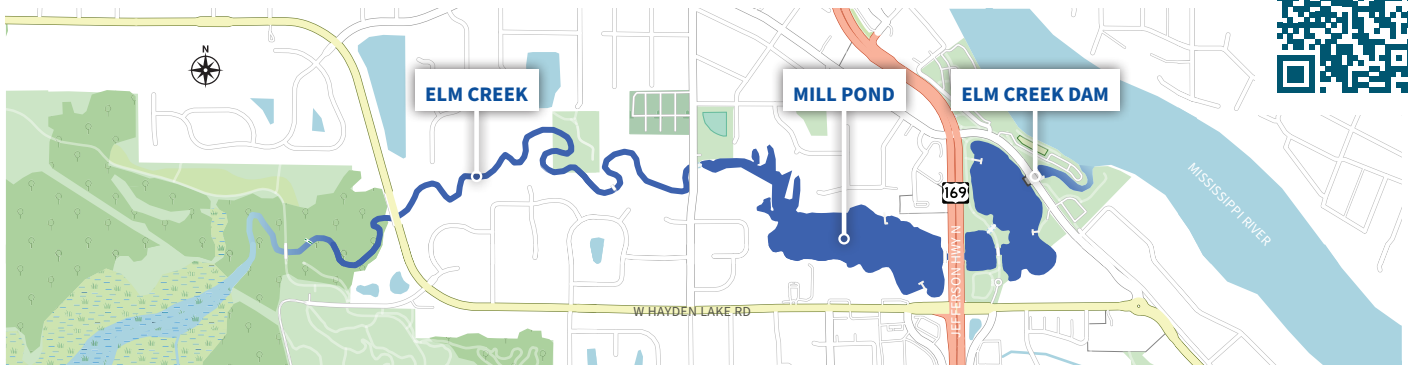 N
ELM CREEK
MILL POND
ELM CREEK DAM
169
MISSISSIPPI RIVER
JEFFERSON HWY N
W HAYDEN LAKE RD